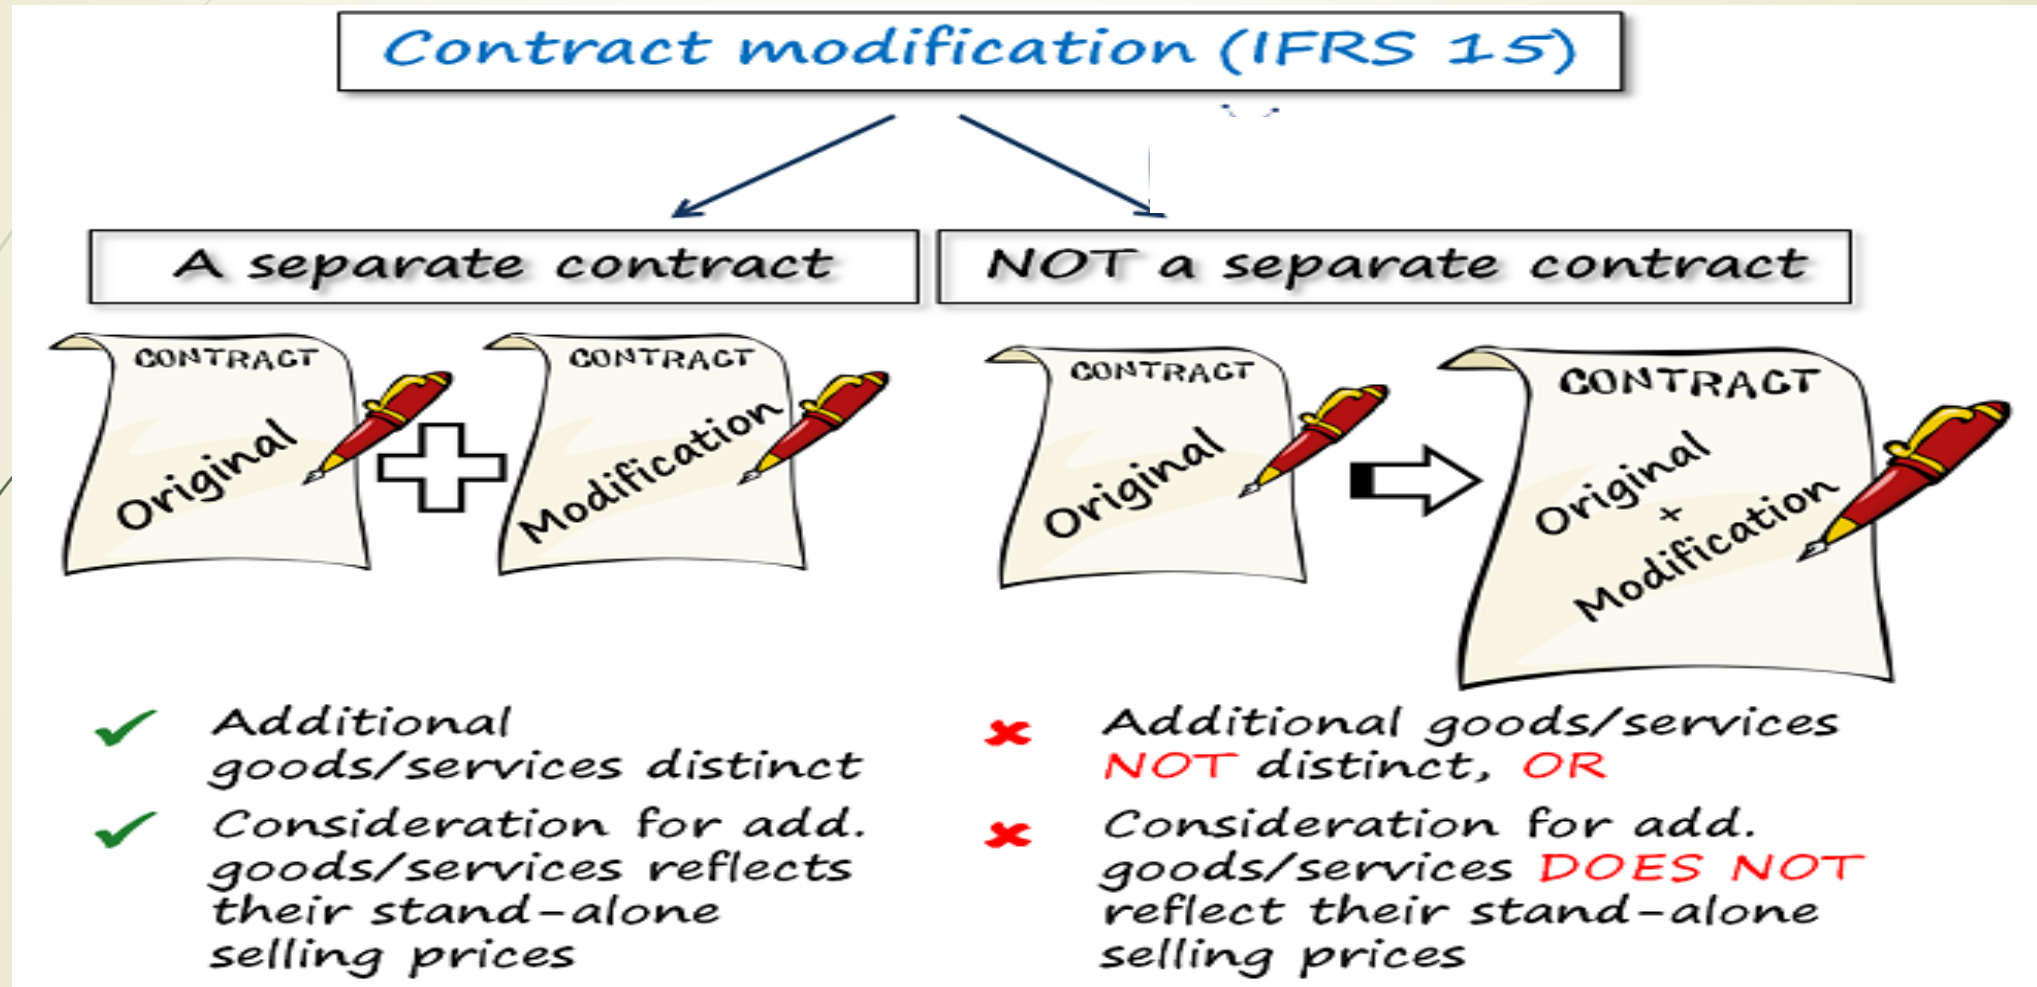 Contract modification (IFRS 15)
A separate contract
NOT a separate contract
CONTRACT
Original
CONTRACT
Modification
CONTRACT
Original
CONTRACT
Original
+
Modification
Additional
goods/services distinct
Consideration for add.
goods/services reflects
their stand-alone
selling prices
Additional goods/services
NOT distinct, OR
Consideration for add.
goods/services DOES NOT
reflect their stand-alone
selling prices